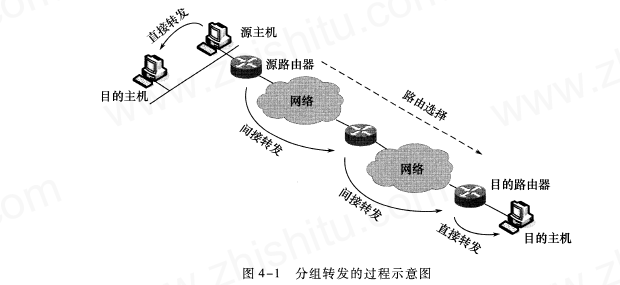 直接转发
源主机
目的主机
源路由器
网络
路由选择
间接转发
网络
目的路由器
间接转发
直接转发
目的主机
图 4-1 分组转发的过程示意图
www.zhishitu.com